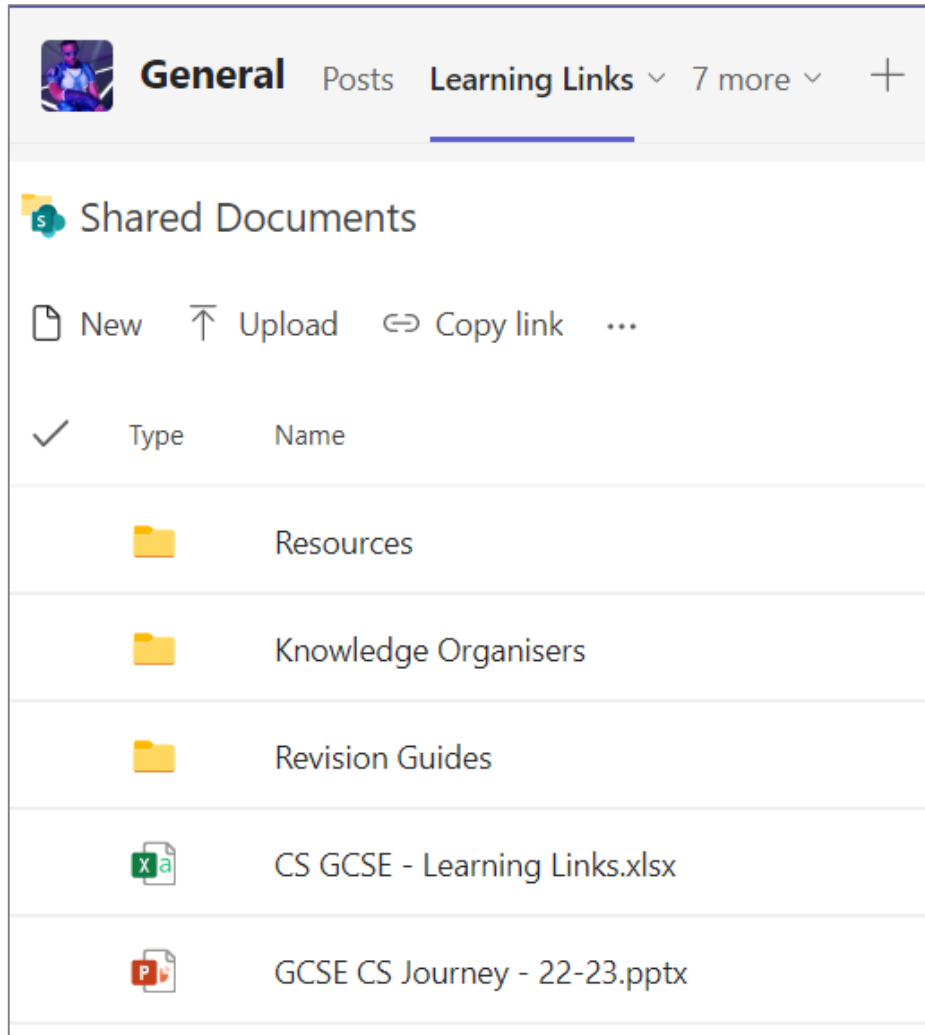 General Posts Learning Links 7 more
Shared Documents
New Upload Copy link ...
Type Name
Resources
Knowledge Organisers
Revision Guides
CS GCSE - Learning Links.xlsx
GCSE CS Journey - 22-23.pptx